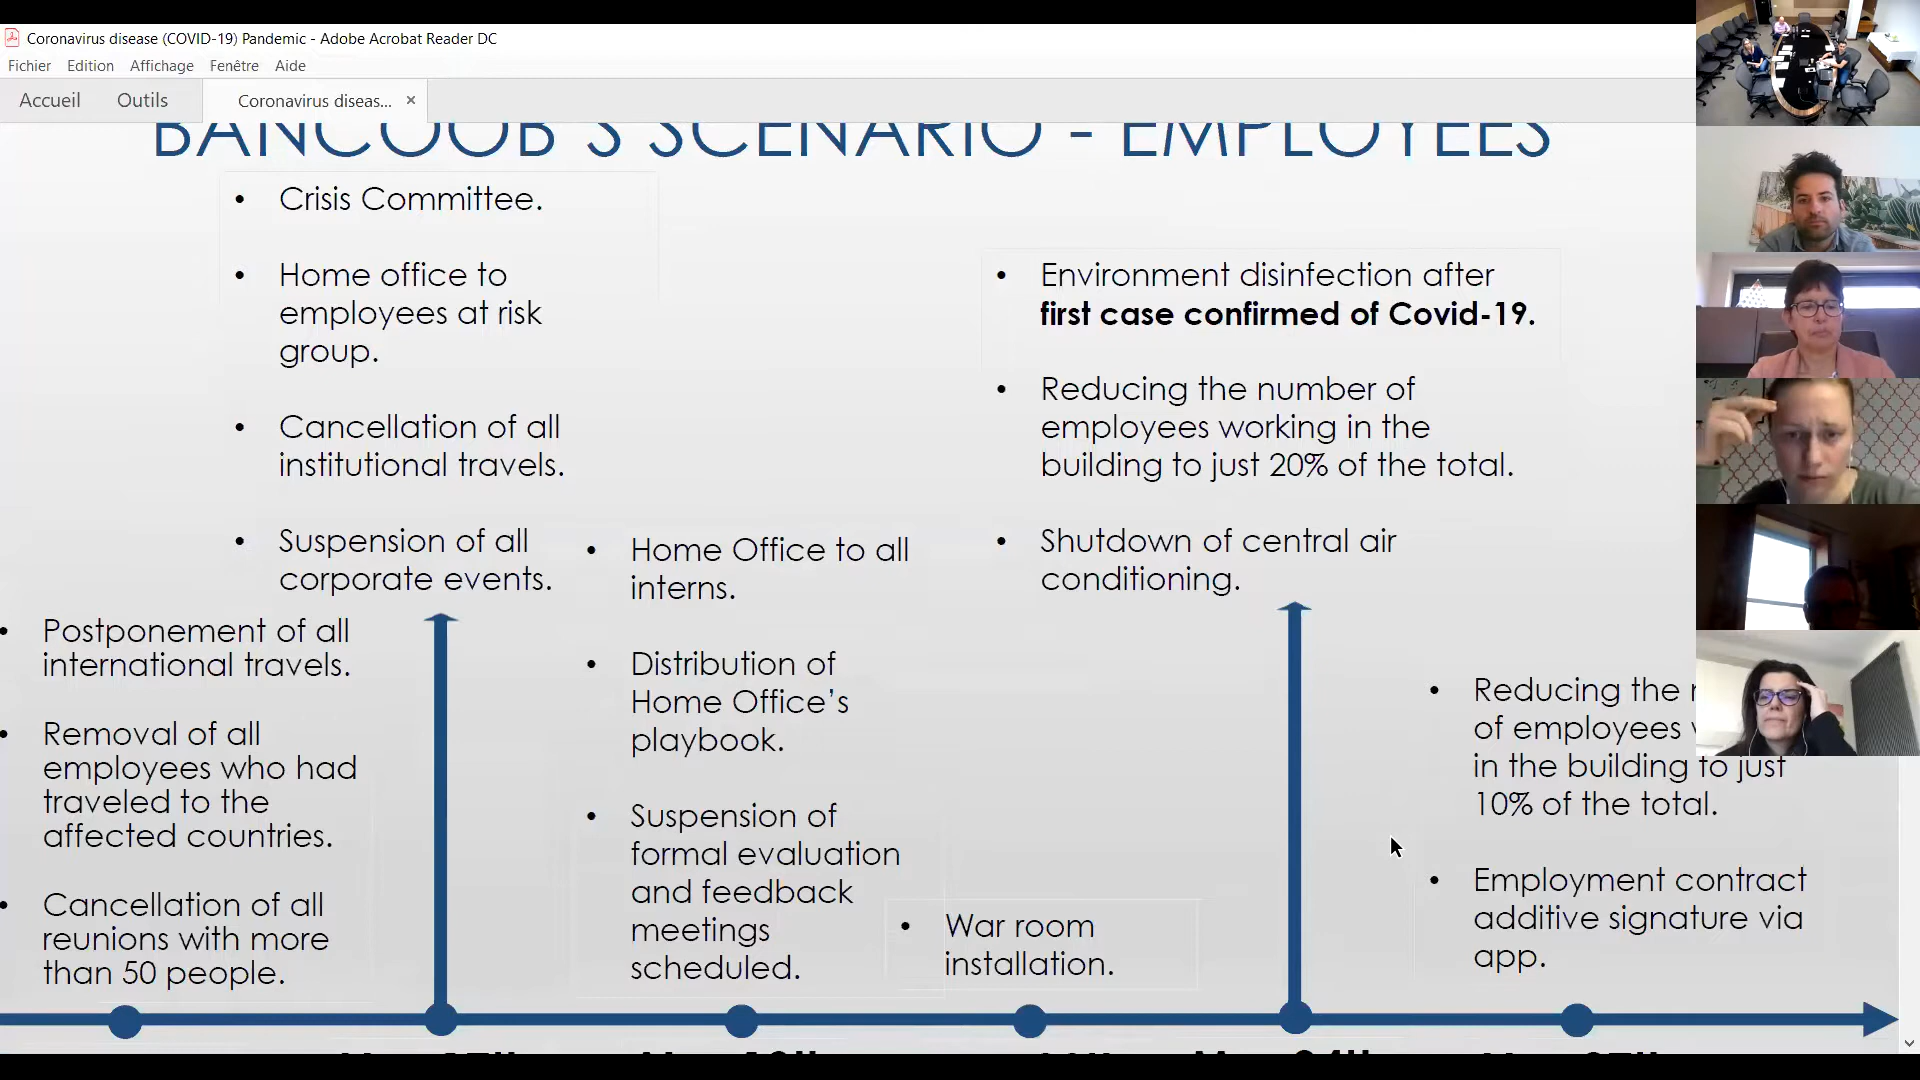 Coronavirus disease (COVID-19) Pandemic - Adobe Acrobat Reader DC
Fichier Edition Affichage Fenêtre Aide
Accueil Outils Coronavirus diseas... ×
BANCOOB'S SCENARIO - EMPLOYEES
• Crisis Committee.
• Home office to
employees at risk
group.
• Cancellation of all
institutional travels.
• Suspension of all
corporate events.
• Environment disinfection after
first case confirmed of Covid-19.
• Reducing the number of
employees working in the
building to just 20% of the total.
• Shutdown of central air
conditioning.
• Home Office to all
interns.
• Distribution of
Home Office’s
playbook.
• Suspension of
formal evaluation
and feedback
meetings
scheduled.
• Postponement of all
international travels.
• Removal of all
employees who had
traveled to the
affected countries.
• Cancellation of all
reunions with more
than 50 people.
• War room
installation.
• Reducing the
of employees
in the building to just
10% of the total.
• Employment contract
additive signature via
app.